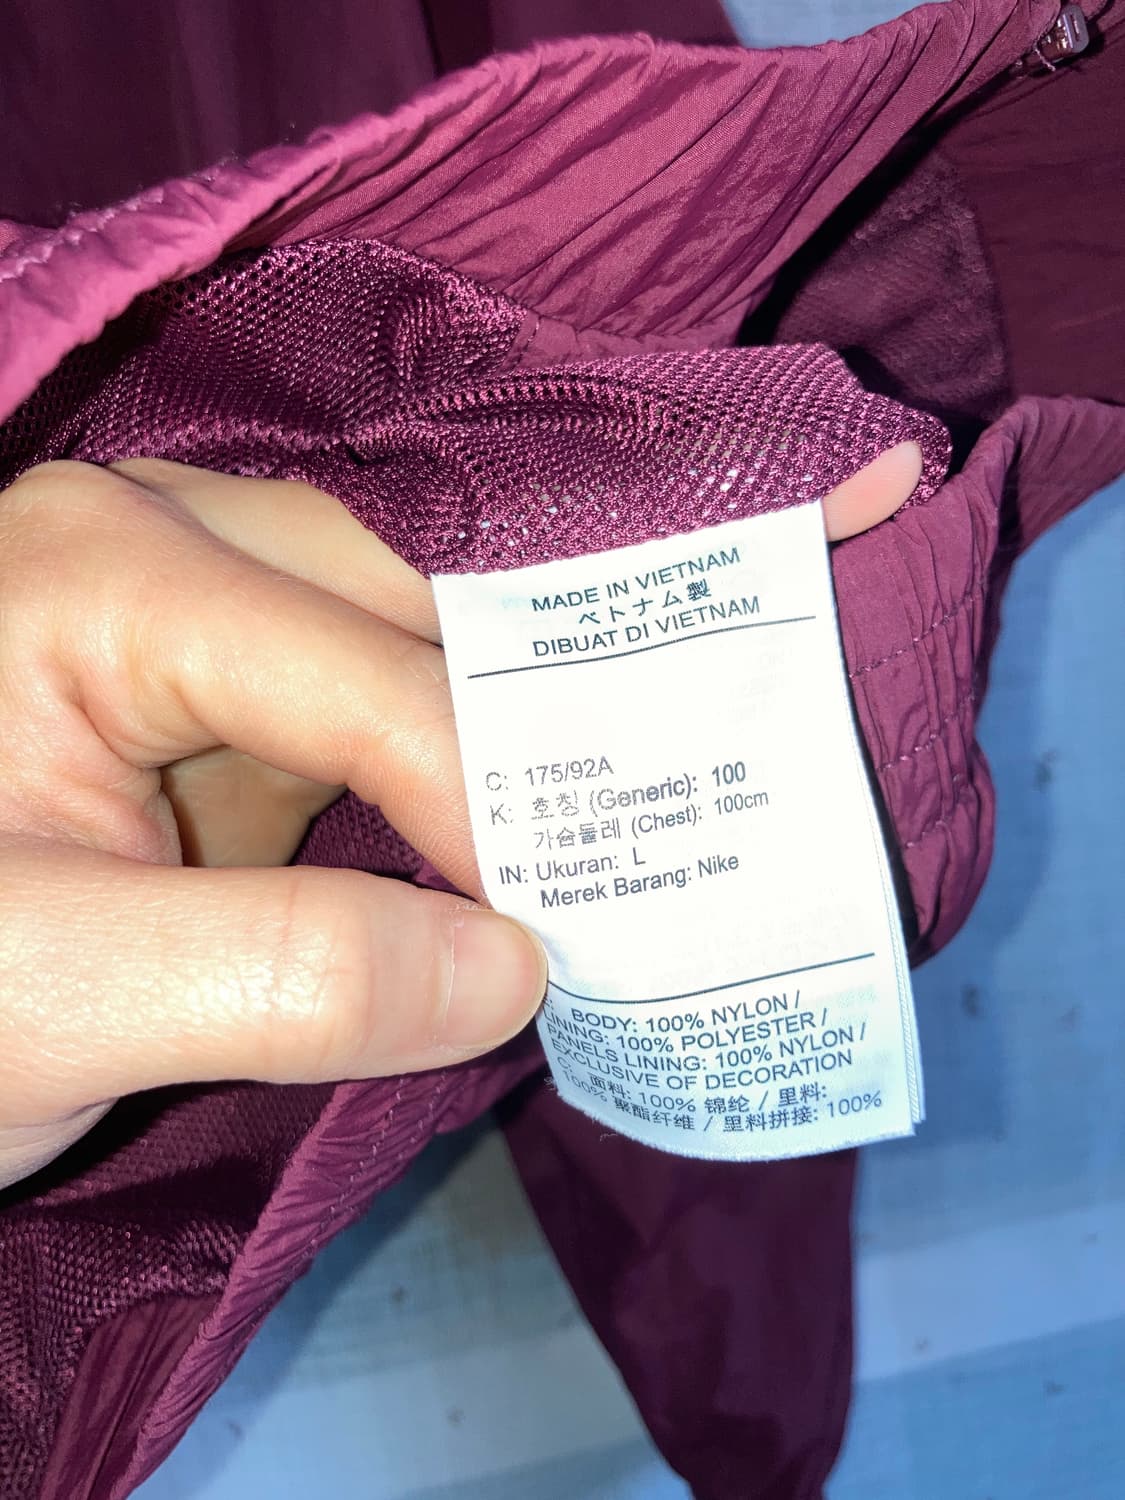 MADE IN VIETNAM
ベトナム製
DIBUAT DI VIETNAM
C: 175/92A
K: 호칭 (Generic): 100
가슴둘레 (Chest): 100cm
IN: Ukuran: L
Merek Barang: Nike
BODY: 100% NYLON /
LINING: 100% POLYESTER /
PANELS LINING: 100% NYLON /
EXCLUSIVE OF DECORATION
C: 面料: 100% 锦纶 / 里料:
100% 聚酯纤维 / 里料拼接: 100%